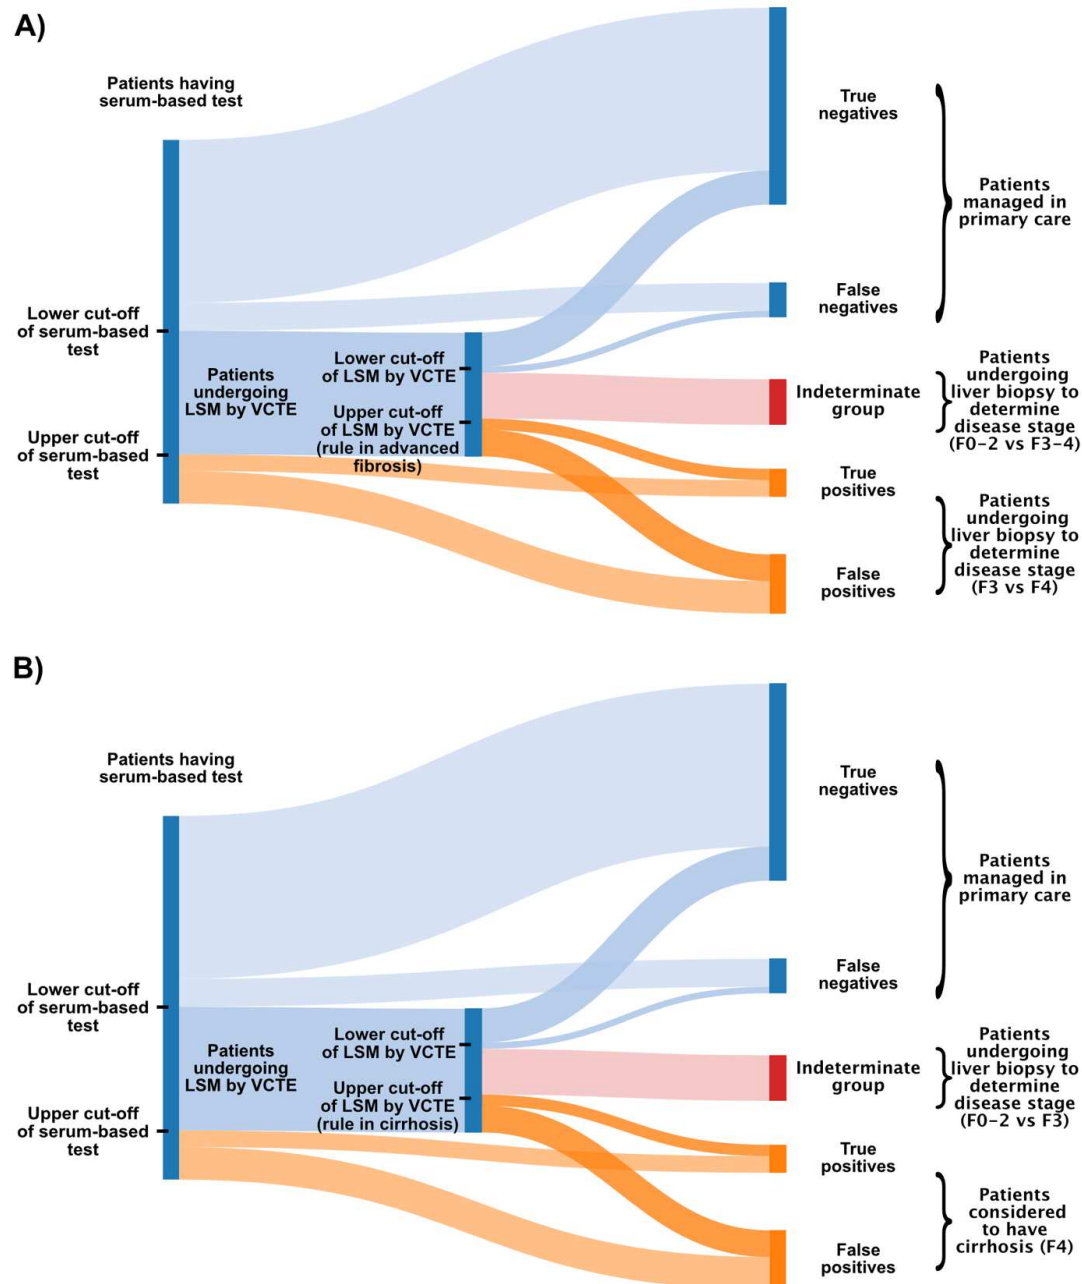 A)
Patients having
serum-based test
Lower cut-off
of serum-based
test
Upper cut-off
of serum-based
test
Patients
undergoing
LSM by VCTE
Lower cut-off
of LSM by VCTE
Upper cut-off
of LSM by VCTE
(rule in advanced
fibrosis)
True
negatives
False
negatives
Indeterminate
group
True
positives
False
positives
Patients
managed in
primary care
Patients
undergoing
liver biopsy to
determine
disease stage
(F0-2 vs F3-4)
Patients
undergoing
liver biopsy to
determine
disease stage
(F3 vs F4)
B)
Patients having
serum-based test
Lower cut-off
of serum-based
test
Upper cut-off
of serum-based
test
Patients
undergoing
LSM by VCTE
Lower cut-off
of LSM by VCTE
Upper cut-off
of LSM by VCTE
(rule in cirrhosis)
True
negatives
False
negatives
Indeterminate
group
True
positives
False
positives
Patients
managed in
primary care
Patients
undergoing
liver biopsy to
determine
disease stage
(F0-2 vs F3)
Patients
considered
to have
cirrhosis (F4)